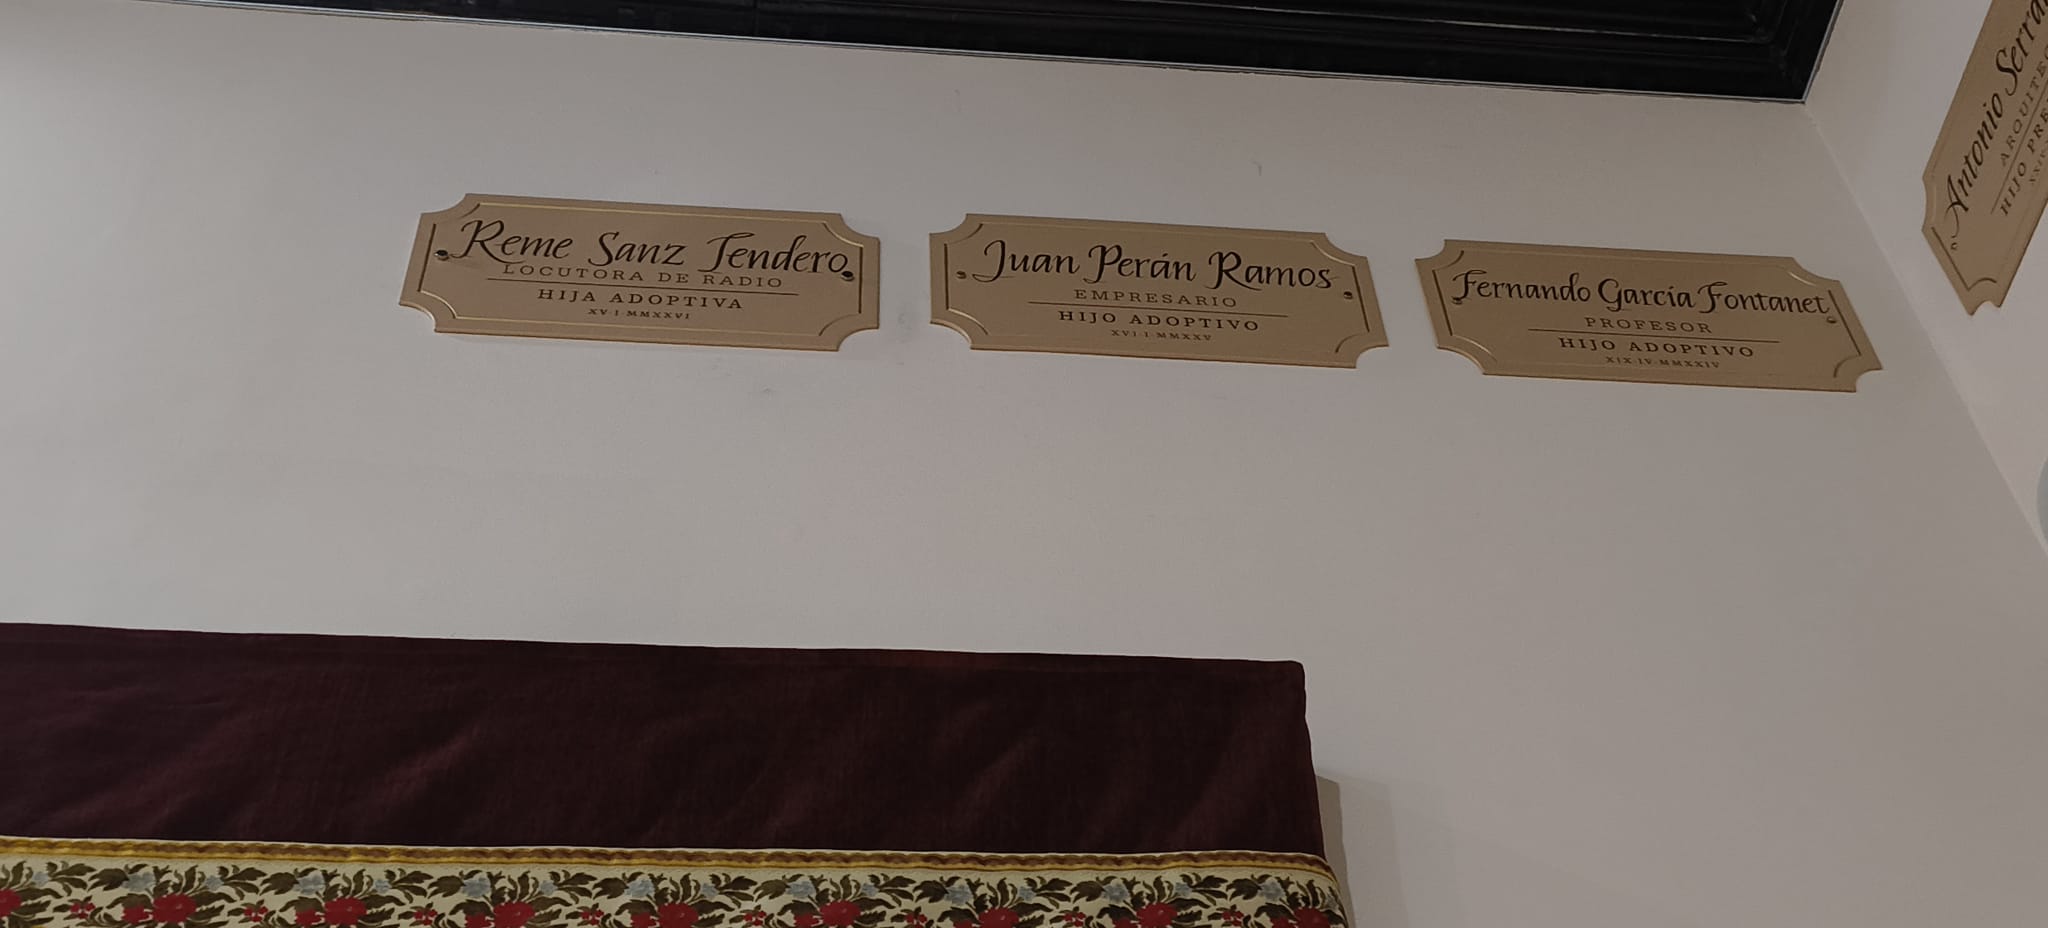 Reme Sanz Tendero
LOCUTORA DE RADIO
HIJA ADOPTIVA
XV·I·MMXXVI
Juan Perán Ramos
EMPRESARIO
HIJO ADOPTIVO
XVI·I·MMXXV
Fernando García Fontanet
PROFESOR
HIJO ADOPTIVO
XIX·IV·MMXXIV
Antonio
HIJO